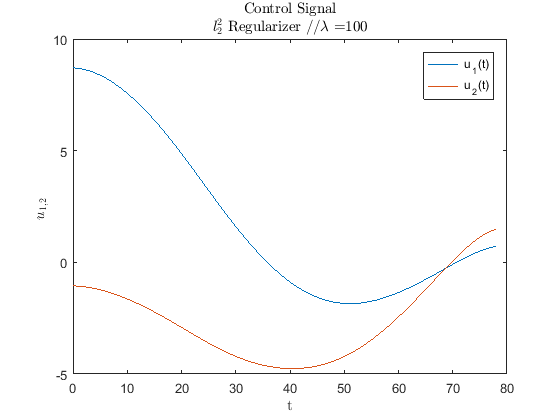 Control Signal
l₂² Regularizer //λ =100
10
5
0
-5
0 10 20 30 40 50 60 70 80
u₁,₂
t
u₁(t)
u₂(t)